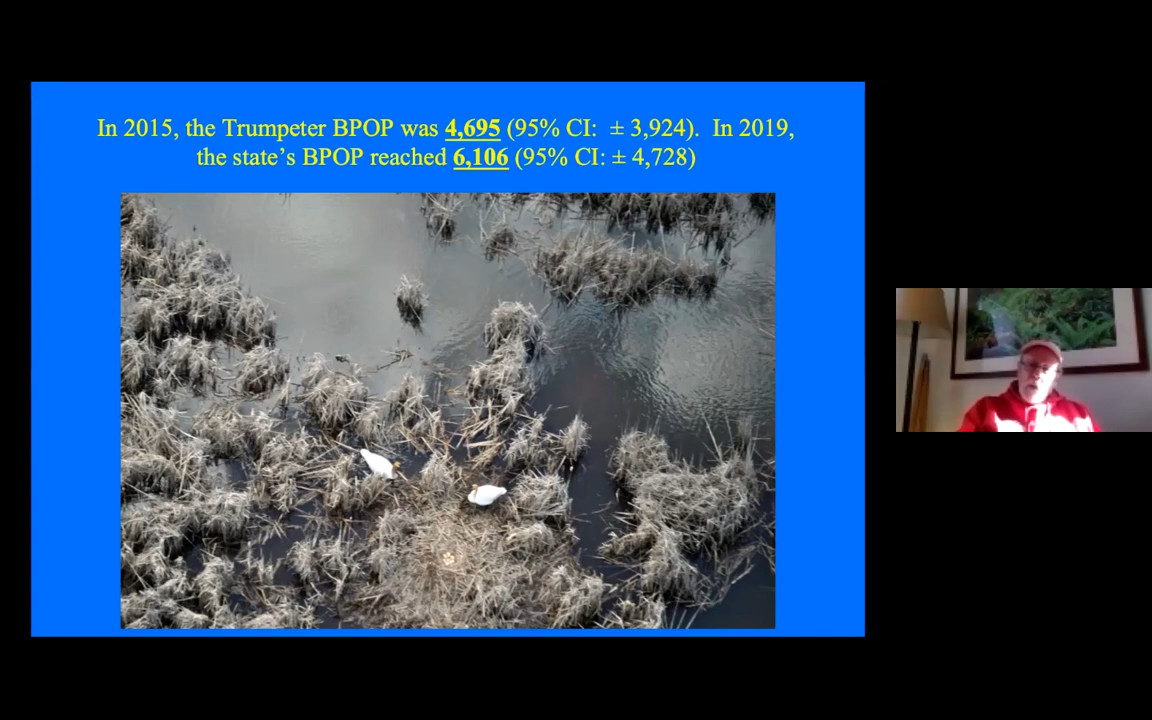 In 2015, the Trumpeter BPOP was 4,695 (95% CI:  ± 3,924).  In 2019,
the state’s BPOP reached 6,106 (95% CI: ± 4,728)